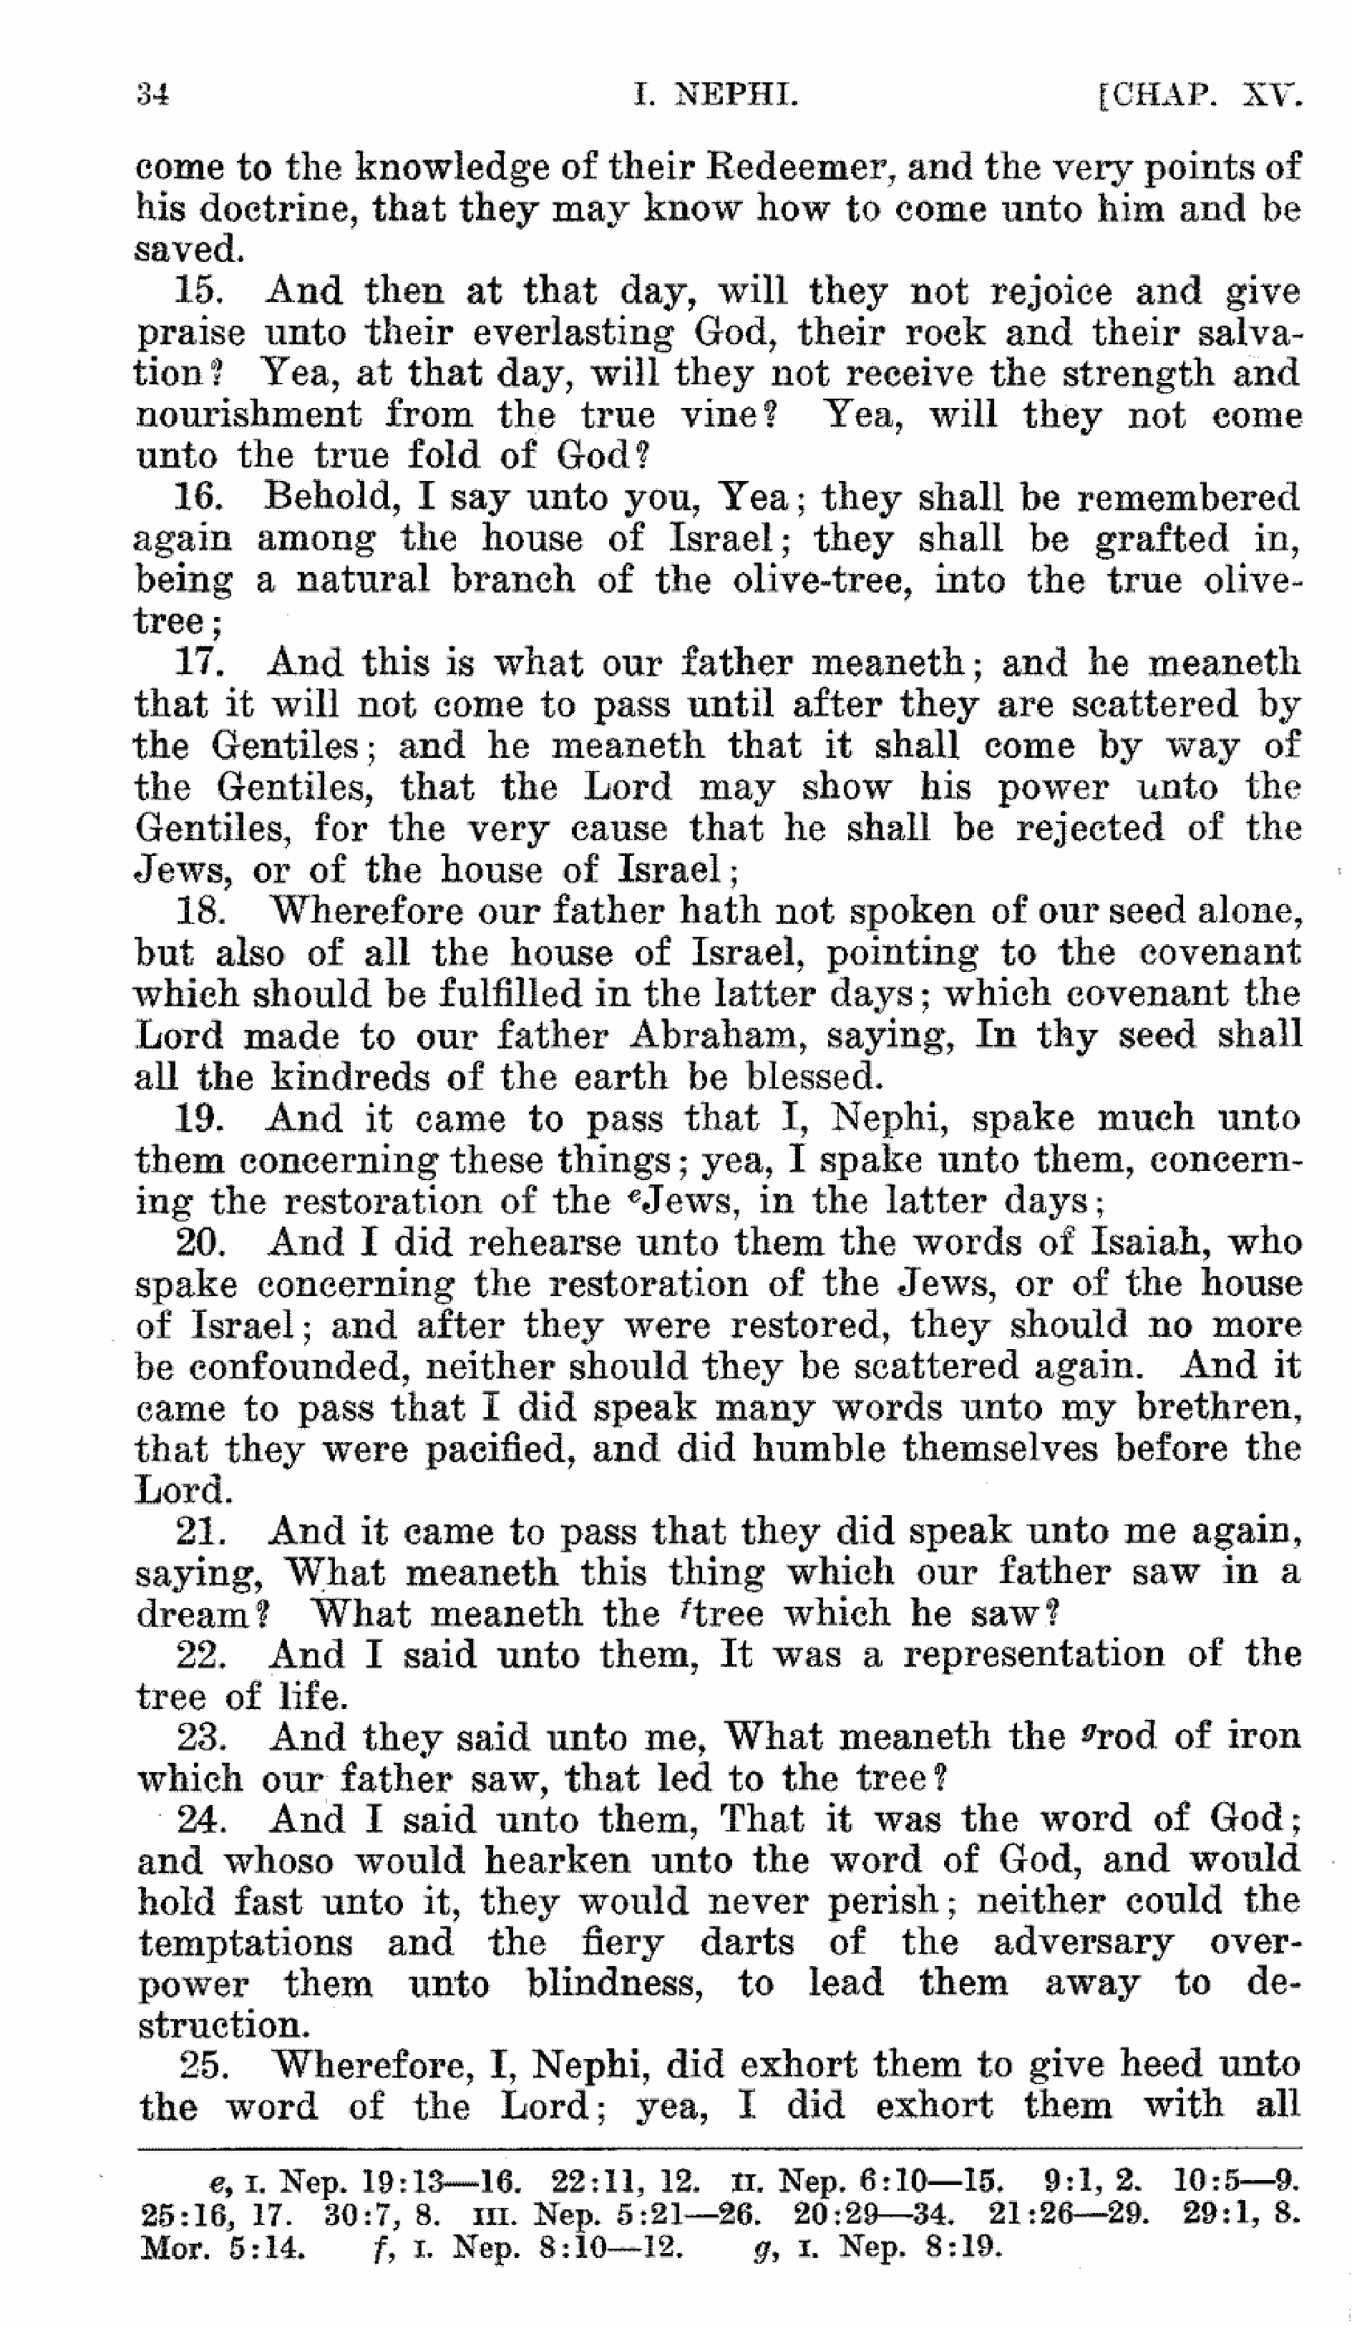 34 I. NEPHI. [CHAP. XV.
come to the knowledge of their Redeemer, and the very points of
his doctrine, that they may know how to come unto him and be
saved.
15. And then at that day, will they not rejoice and give
praise unto their everlasting God, their rock and their salva-
tion? Yea, at that day, will they not receive the strength and
nourishment from the true vine? Yea, will they not come
unto the true fold of God?
16. Behold, I say unto you, Yea; they shall be remembered
again among the house of Israel; they shall be grafted in,
being a natural branch of the olive-tree, into the true olive-
tree;
17. And this is what our father meaneth; and he meaneth
that it will not come to pass until after they are scattered by
the Gentiles; and he meaneth that it shall come by way of
the Gentiles, that the Lord may show his power unto the
Gentiles, for the very cause that he shall be rejected of the
Jews, or of the house of Israel;
18. Wherefore our father hath not spoken of our seed alone,
but also of all the house of Israel, pointing to the covenant
which should be fulfilled in the latter days; which covenant the
Lord made to our father Abraham, saying, In thy seed shall
all the kindreds of the earth be blessed.
19. And it came to pass that I, Nephi, spake much unto
them concerning these things; yea, I spake unto them, concern-
ing the restoration of the eJews, in the latter days;
20. And I did rehearse unto them the words of Isaiah, who
spake concerning the restoration of the Jews, or of the house
of Israel; and after they were restored, they should no more
be confounded, neither should they be scattered again. And it
came to pass that I did speak many words unto my brethren,
that they were pacified, and did humble themselves before the
Lord.
21. And it came to pass that they did speak unto me again,
saying, What meaneth this thing which our father saw in a
dream? What meaneth the ftree which he saw?
22. And I said unto them, It was a representation of the
tree of life.
23. And they said unto me, What meaneth the grod of iron
which our father saw, that led to the tree?
24. And I said unto them, That it was the word of God;
and whoso would hearken unto the word of God, and would
hold fast unto it, they would never perish; neither could the
temptations and the fiery darts of the adversary over-
power them unto blindness, to lead them away to de-
struction.
25. Wherefore, I, Nephi, did exhort them to give heed unto
the word of the Lord; yea, I did exhort them with all
e, I. Nep. 19:13—16. 22:11, 12. II. Nep. 6:10—15. 9:1, 2. 10:5—9.
25:16, 17. 30:7, 8. III. Nep. 5:21—26. 20:29—34. 21:26—29. 29:1, 8.
Mor. 5:14. f, I. Nep. 8:10—12. g, I. Nep. 8:19.